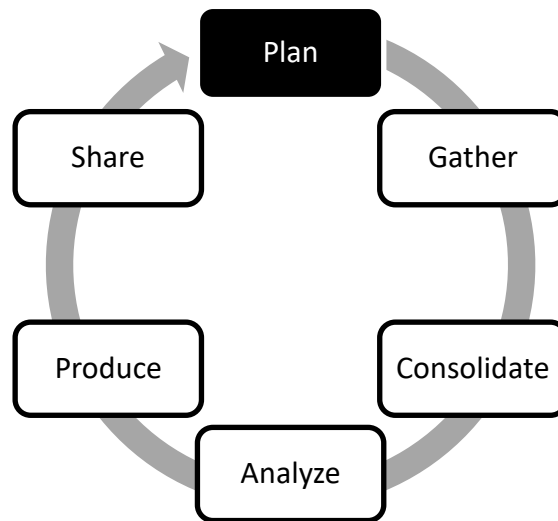 Plan
Gather
Consolidate
Analyze
Produce
Share